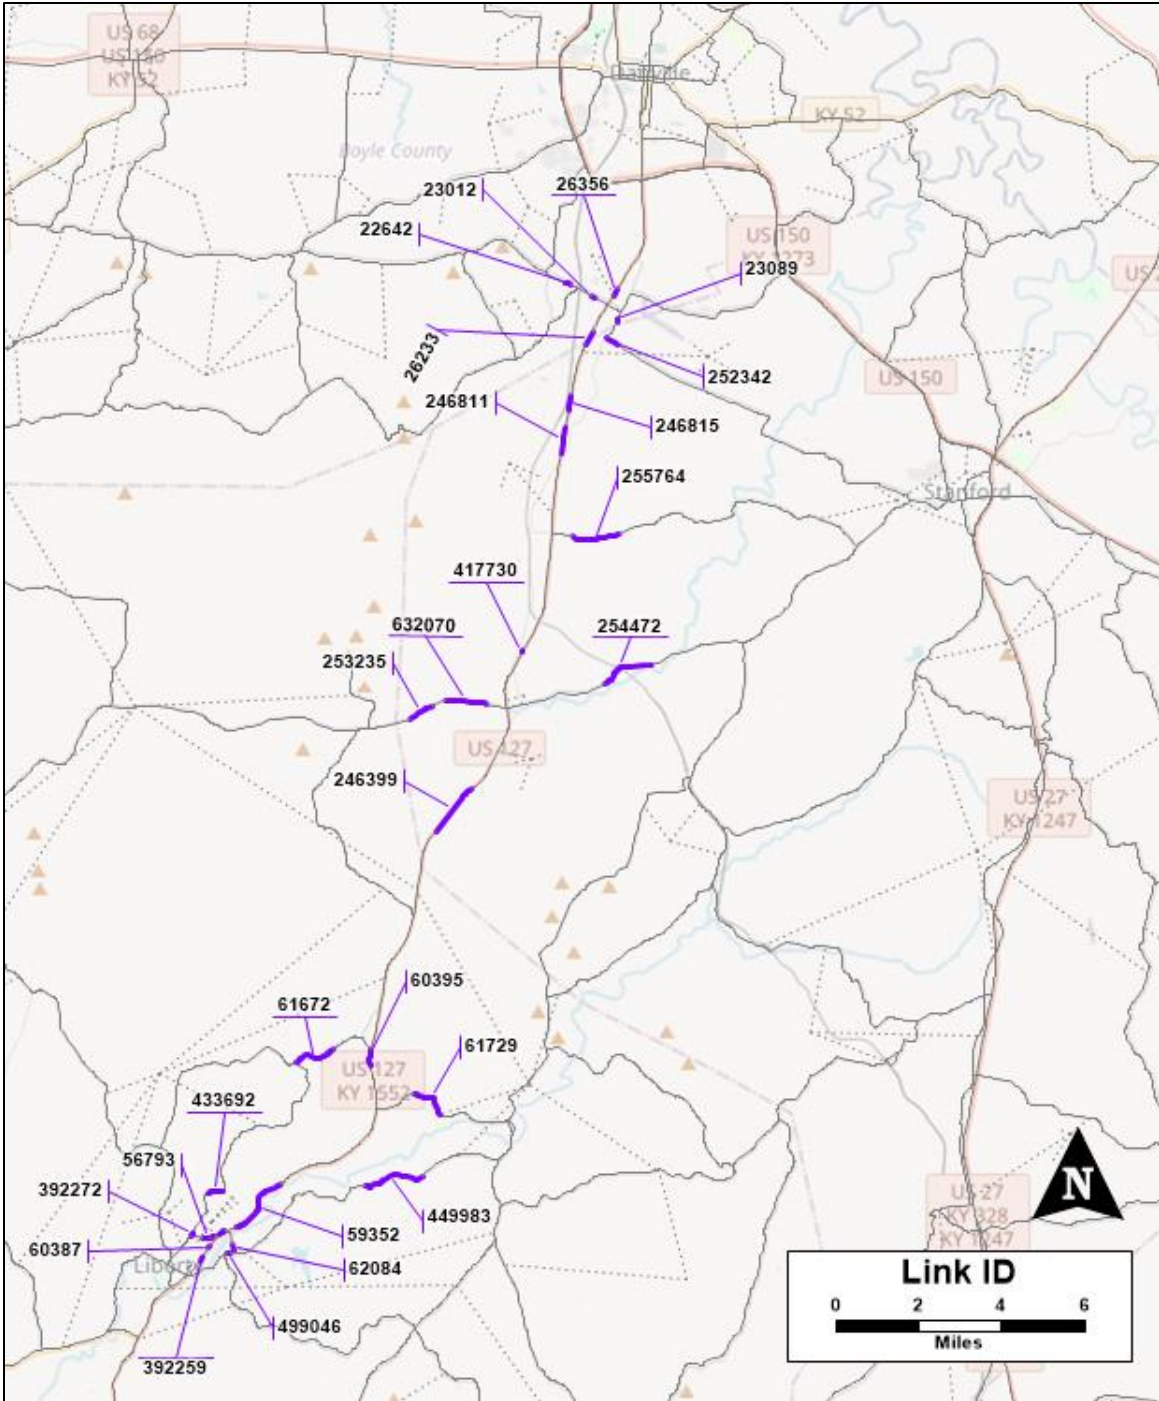 US 68
US 150
KY 52
Danville
KY 52
Boyle County
23012
26356
22642
US 150
KY 1273
23089
US 2
26233
252342
US 150
246811
246815
255764
Stanford
417730
632070
254472
253235
US 127
246399
US 27
KY 1247
60395
61672
61729
US 127
KY 1552
433692
56793
392272
449983
59352
60387
Liberty
62084
499046
392259
US 27
KY 328
KY 1247
N
Link ID
0 2 4 6
Miles